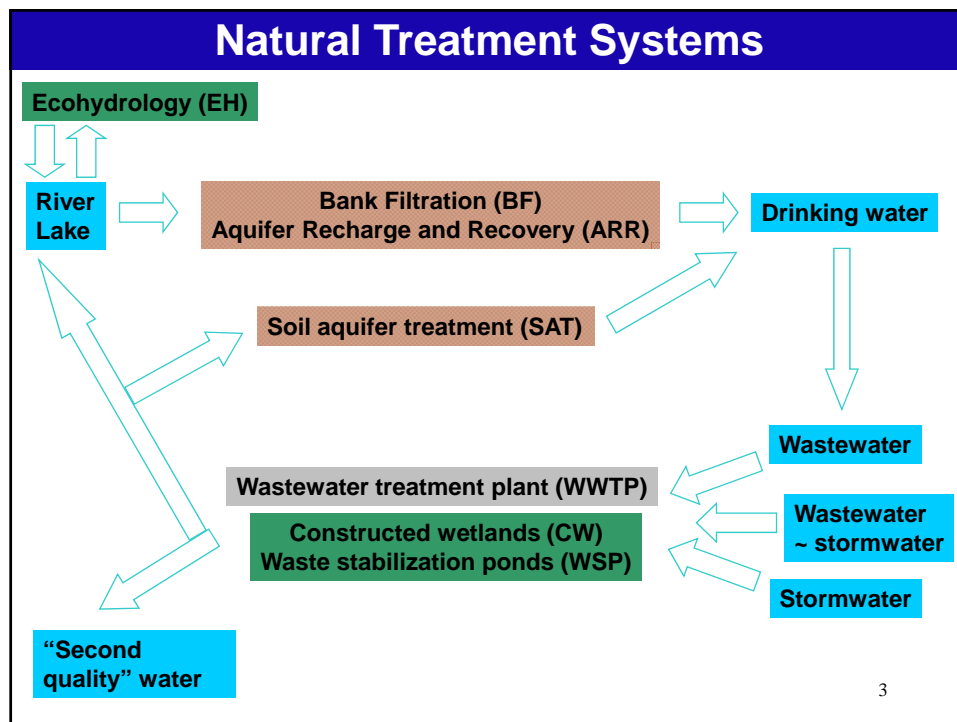 Natural Treatment Systems
Ecohydrology (EH)
River
Lake
Bank Filtration (BF)
Aquifer Recharge and Recovery (ARR)
Drinking water
Soil aquifer treatment (SAT)
Wastewater
Wastewater treatment plant (WWTP)
Constructed wetlands (CW)
Waste stabilization ponds (WSP)
Wastewater
~ stormwater
Stormwater
“Second
quality” water
3